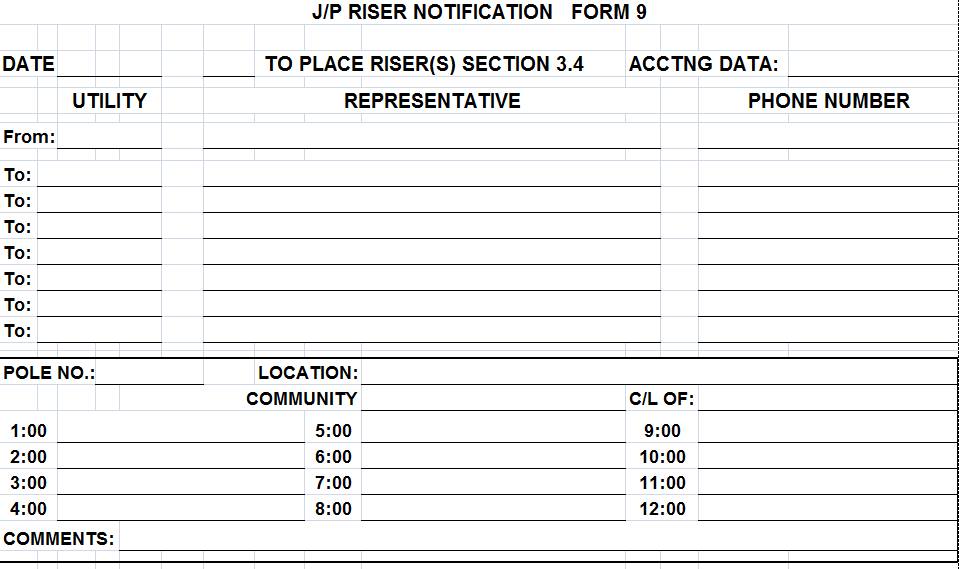 J/P RISER NOTIFICATION FORM 9
DATE TO PLACE RISER(S) SECTION 3.4 ACCTNG DATA:
UTILITY REPRESENTATIVE PHONE NUMBER
From:
To:
To:
To:
To:
To:
To:
To:
POLE NO.: LOCATION:
COMMUNITY C/L OF:
1:00 5:00 9:00
2:00 6:00 10:00
3:00 7:00 11:00
4:00 8:00 12:00
COMMENTS: